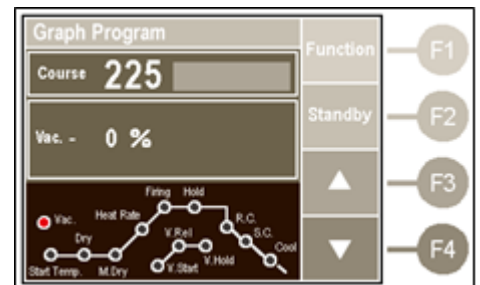 Graph Program
Function
F1
Course 225
Standby
F2
Vac. - 0 %
F3
Firing Hold
Vac. Heat Rate R.C.
Dry V.Rel S.C.
V.Hold Cool
Start Temp. M.Dry V.Start
F4